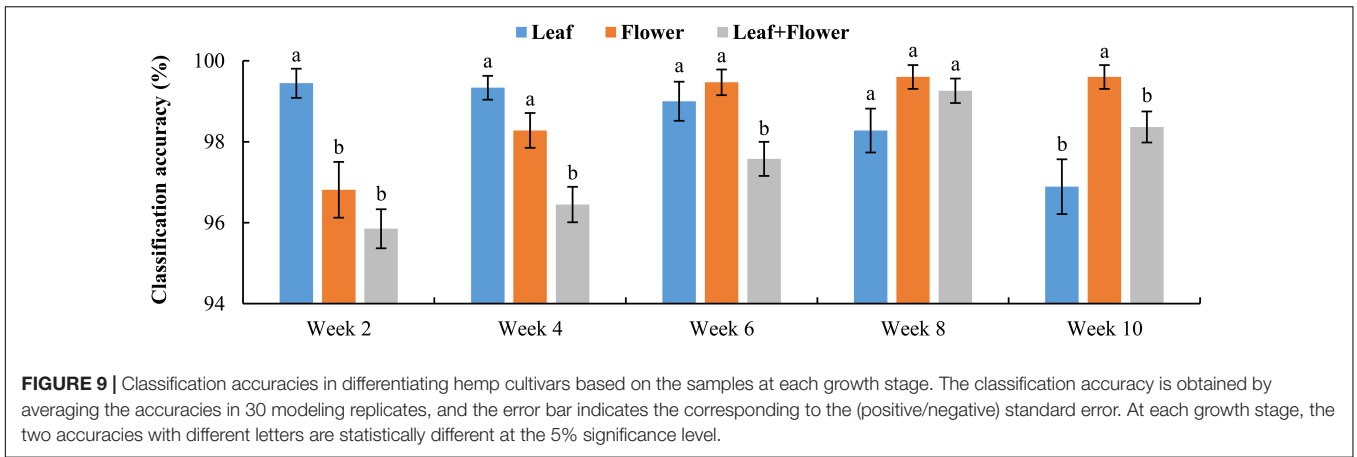 Leaf Flower Leaf+Flower
Classification accuracy (%)
100
98
96
94
a b b
a a b
a a b
a a a
b a b
Week 2 Week 4 Week 6 Week 8 Week 10
FIGURE 9 | Classification accuracies in differentiating hemp cultivars based on the samples at each growth stage. The classification accuracy is obtained by
averaging the accuracies in 30 modeling replicates, and the error bar indicates the corresponding to the (positive/negative) standard error. At each growth stage, the
two accuracies with different letters are statistically different at the 5% significance level.